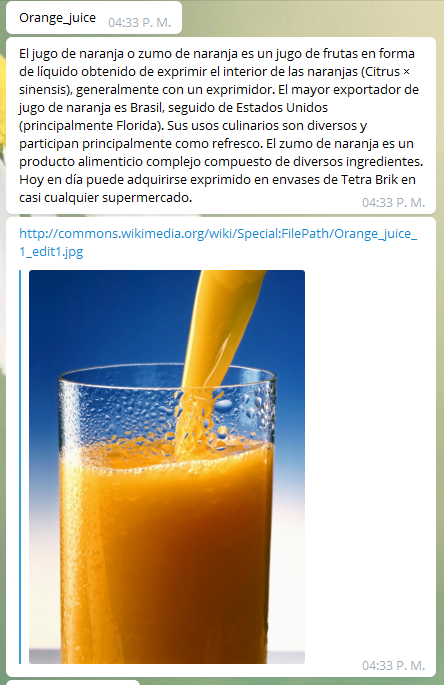 Orange_juice
04:33 P. M.
El jugo de naranja o zumo de naranja es un jugo de frutas en forma
de líquido obtenido de exprimir el interior de las naranjas (Citrus ×
sinensis), generalmente con un exprimidor. El mayor exportador de
jugo de naranja es Brasil, seguido de Estados Unidos
(principalmente Florida). Sus usos culinarios son diversos y
participan principalmente como refresco. El zumo de naranja es un
producto alimenticio complejo compuesto de diversos ingredientes.
Hoy en día puede adquirirse exprimido en envases de Tetra Brik en
casi cualquier supermercado.
04:33 P. M.
http://commons.wikimedia.org/wiki/Special:FilePath/Orange_juice_
1_edit1.jpg
04:33 P. M.